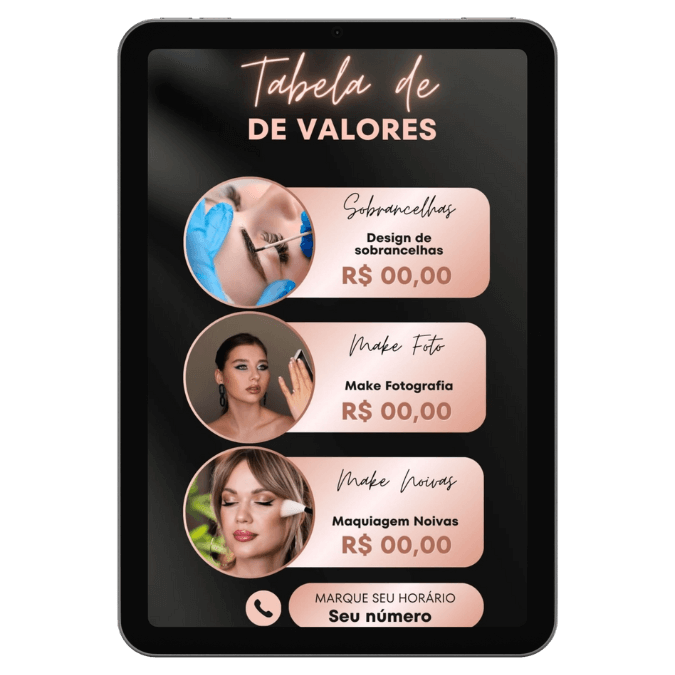 Tabela de
DE VALORES
Sobrancelhas
Design de
sobrancelhas
R$ 00,00
Make Foto
Make Fotografia
R$ 00,00
Make Noivas
Maquiagem Noivas
R$ 00,00
MARQUE SEU HORÁRIO
Seu número